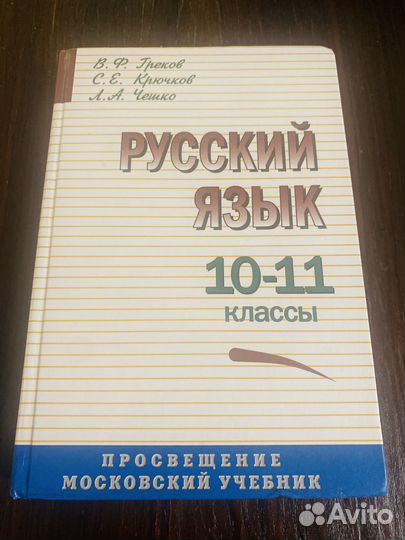 В. Ф. Греков
С. Е. Крючков
Л. А. Чешко
РУССКИЙ
ЯЗЫК
10-11
классы
ПРОСВЕЩЕНИЕ
МОСКОВСКИЙ УЧЕБНИК
Avito